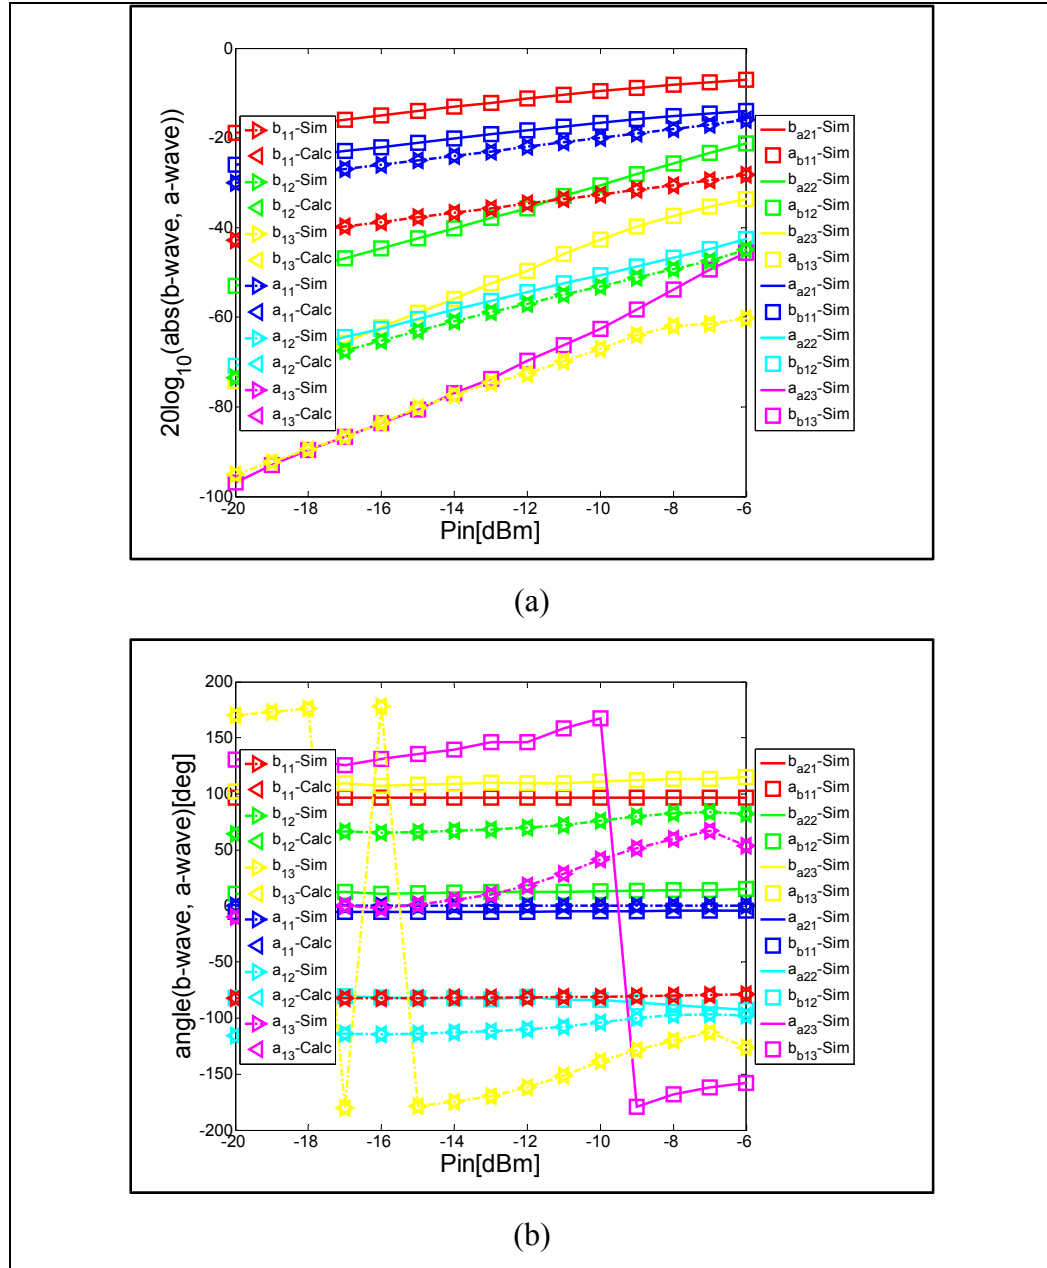 0
-20
-40
-60
-80
-100
20log10(abs(b-wave, a-wave))
b11-Sim
b11-Calc
b12-Sim
b12-Calc
b13-Sim
b13-Calc
a11-Sim
a11-Calc
a12-Sim
a12-Calc
a13-Sim
a13-Calc
ba21-Sim
ab11-Sim
ba22-Sim
ab12-Sim
ba23-Sim
ab13-Sim
aa21-Sim
bb11-Sim
aa22-Sim
bb12-Sim
aa23-Sim
bb13-Sim
-20 -18 -16 -14 -12 -10 -8 -6
Pin[dBm]
(a)
200
150
100
50
0
-50
-100
-150
-200
angle(b-wave, a-wave)[deg]
b11-Sim
b11-Calc
b12-Sim
b12-Calc
b13-Sim
b13-Calc
a11-Sim
a11-Calc
a12-Sim
a12-Calc
a13-Sim
a13-Calc
ba21-Sim
ab11-Sim
ba22-Sim
ab12-Sim
ba23-Sim
ab13-Sim
aa21-Sim
bb11-Sim
aa22-Sim
bb12-Sim
aa23-Sim
bb13-Sim
-20 -18 -16 -14 -12 -10 -8 -6
Pin[dBm]
(b)